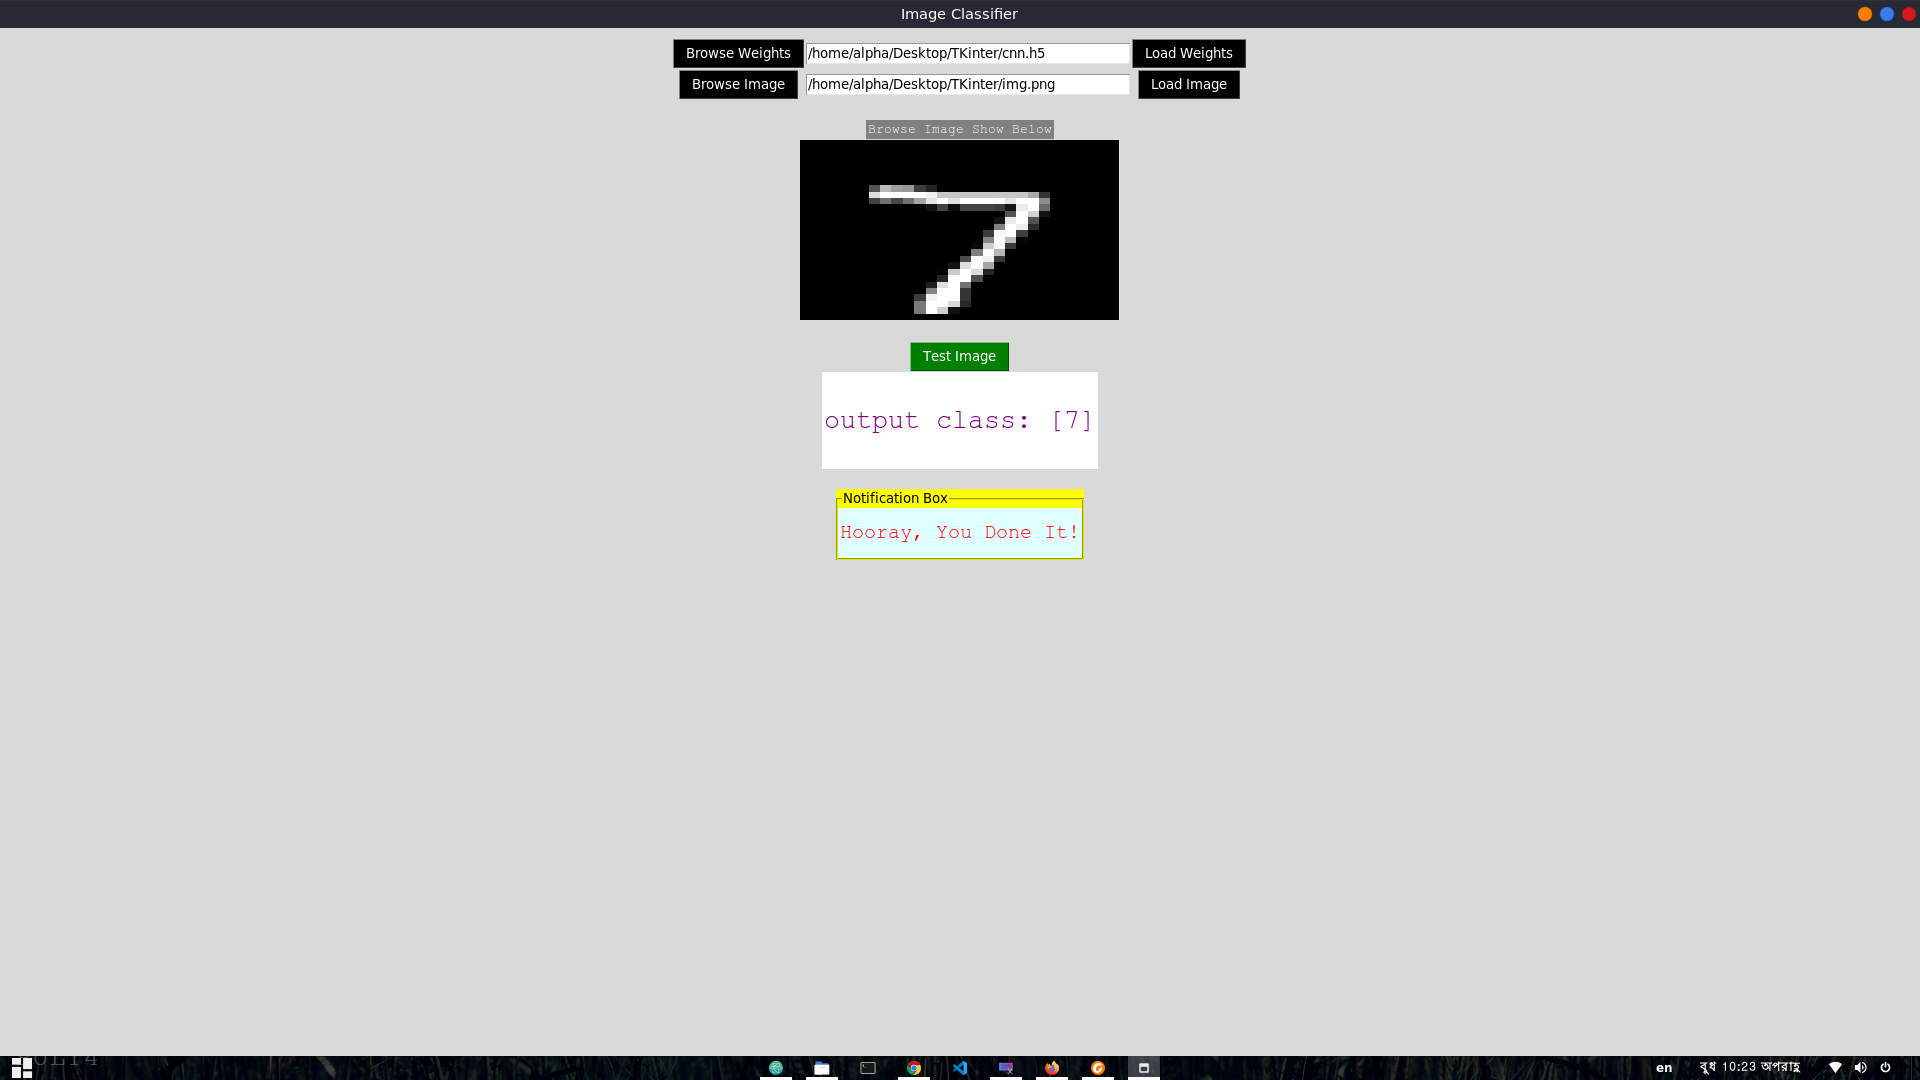 Image Classifier
Browse Weights /home/alpha/Desktop/TKinter/cnn.h5 Load Weights
Browse Image /home/alpha/Desktop/TKinter/img.png Load Image
Browse Image Show Below
7
Test Image
output class: [7]
Notification Box
Hooray, You Done It!
en বুধ 10:23 অপরাহ্ণ